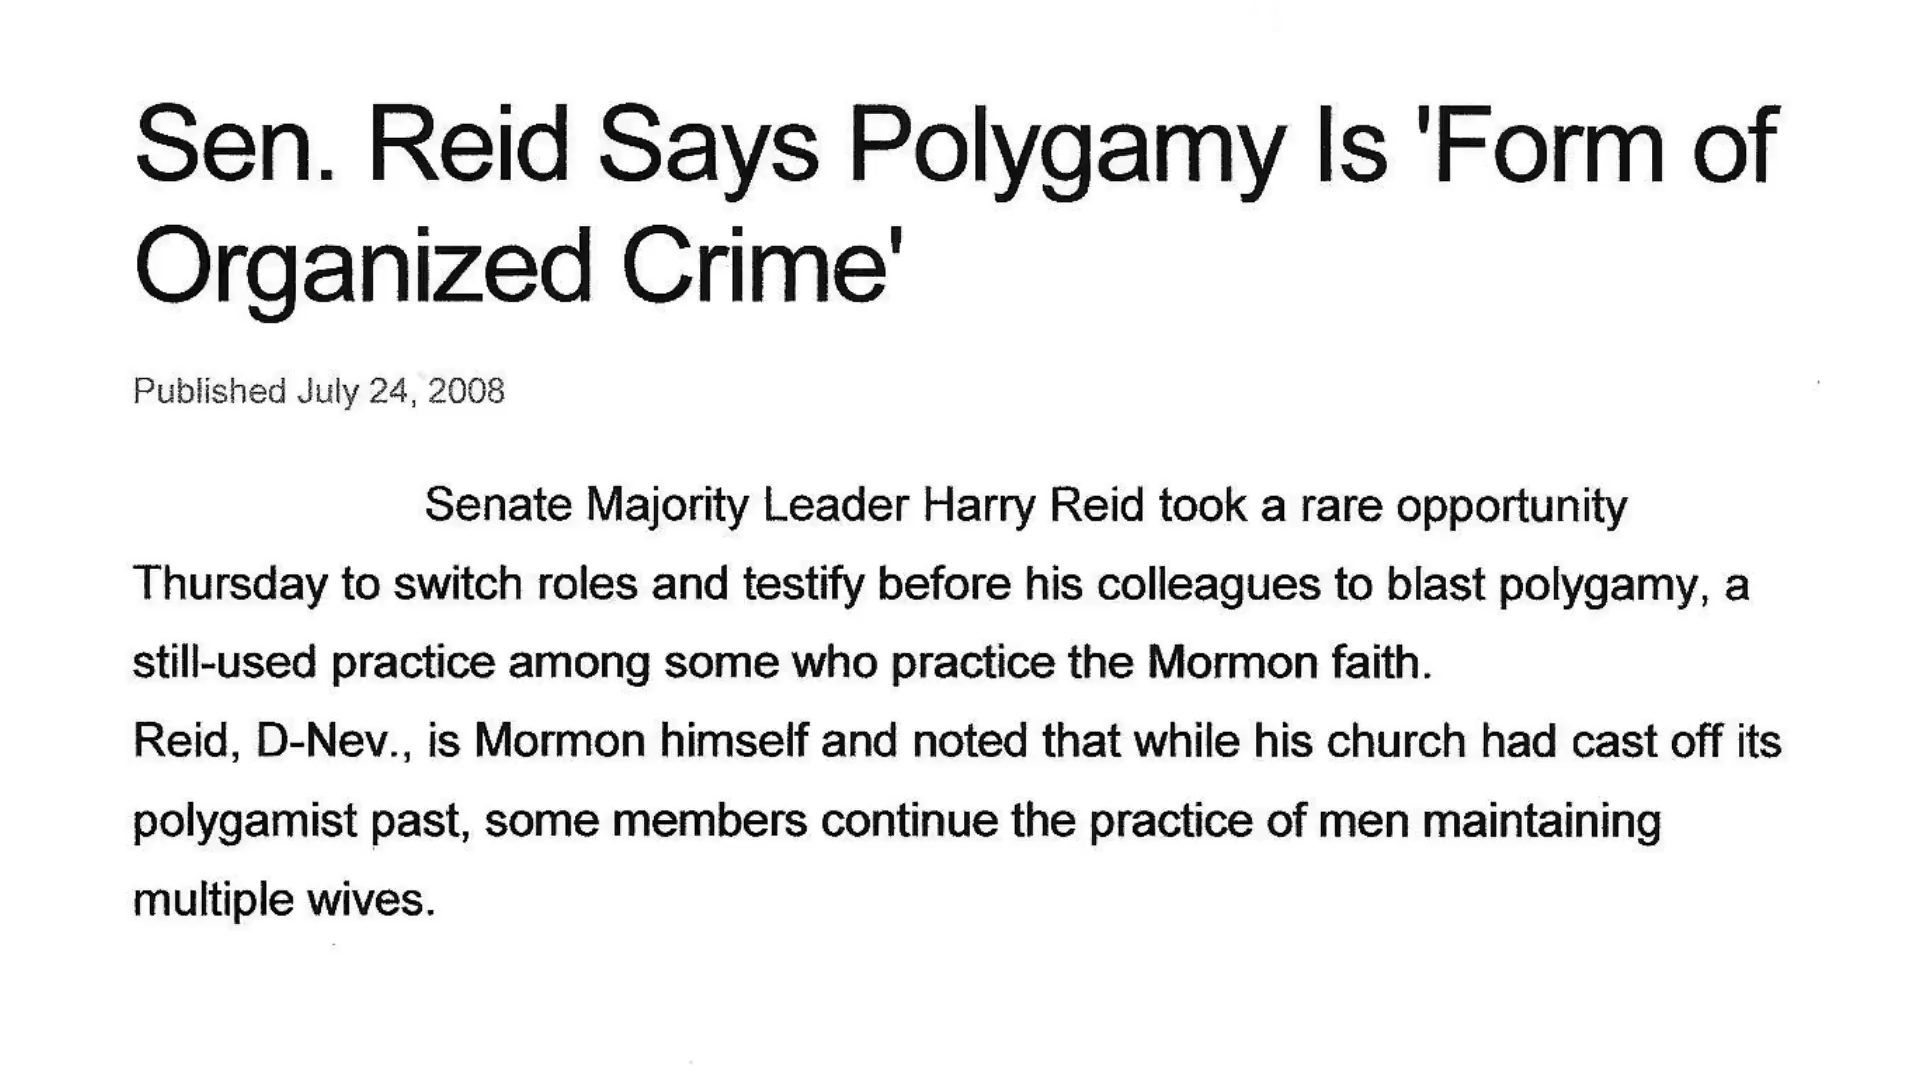 Sen. Reid Says Polygamy Is 'Form of
Organized Crime'
Published July 24, 2008
Senate Majority Leader Harry Reid took a rare opportunity
Thursday to switch roles and testify before his colleagues to blast polygamy, a
still-used practice among some who practice the Mormon faith.
Reid, D-Nev., is Mormon himself and noted that while his church had cast off its
polygamist past, some members continue the practice of men maintaining
multiple wives.